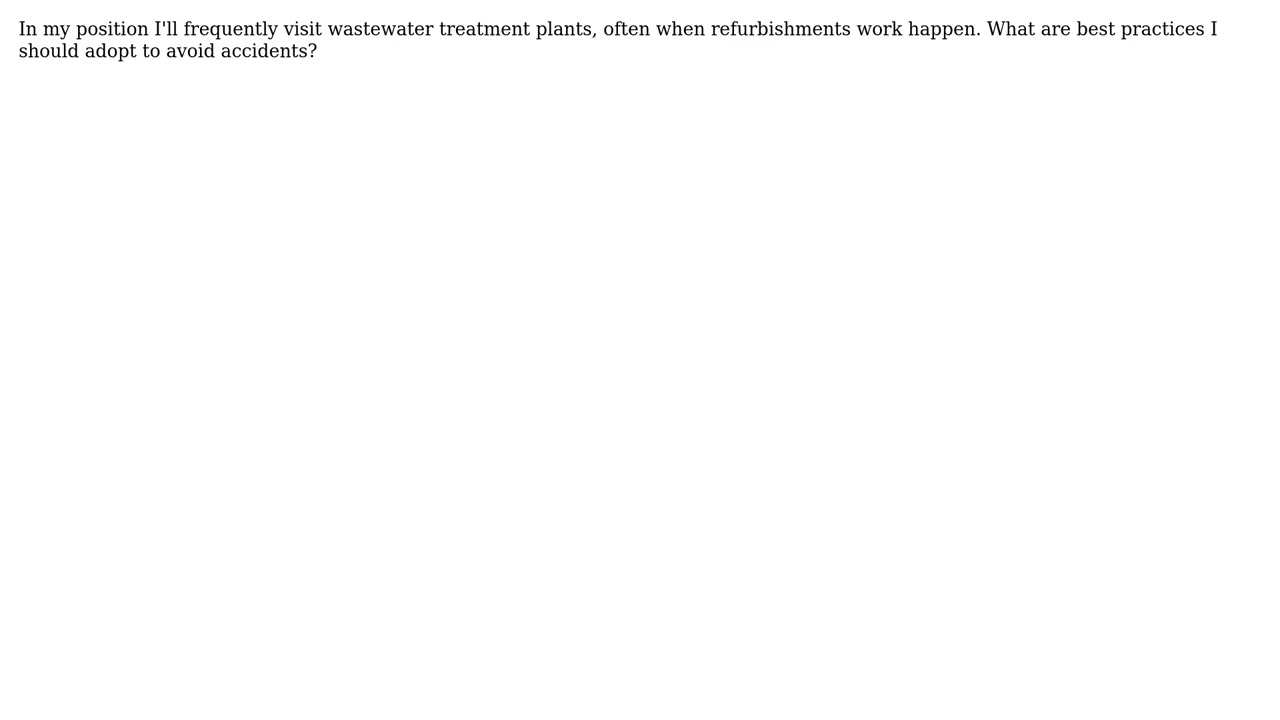 In my position I'll frequently visit wastewater treatment plants, often when refurbishments work happen. What are best practices I
should adopt to avoid accidents?